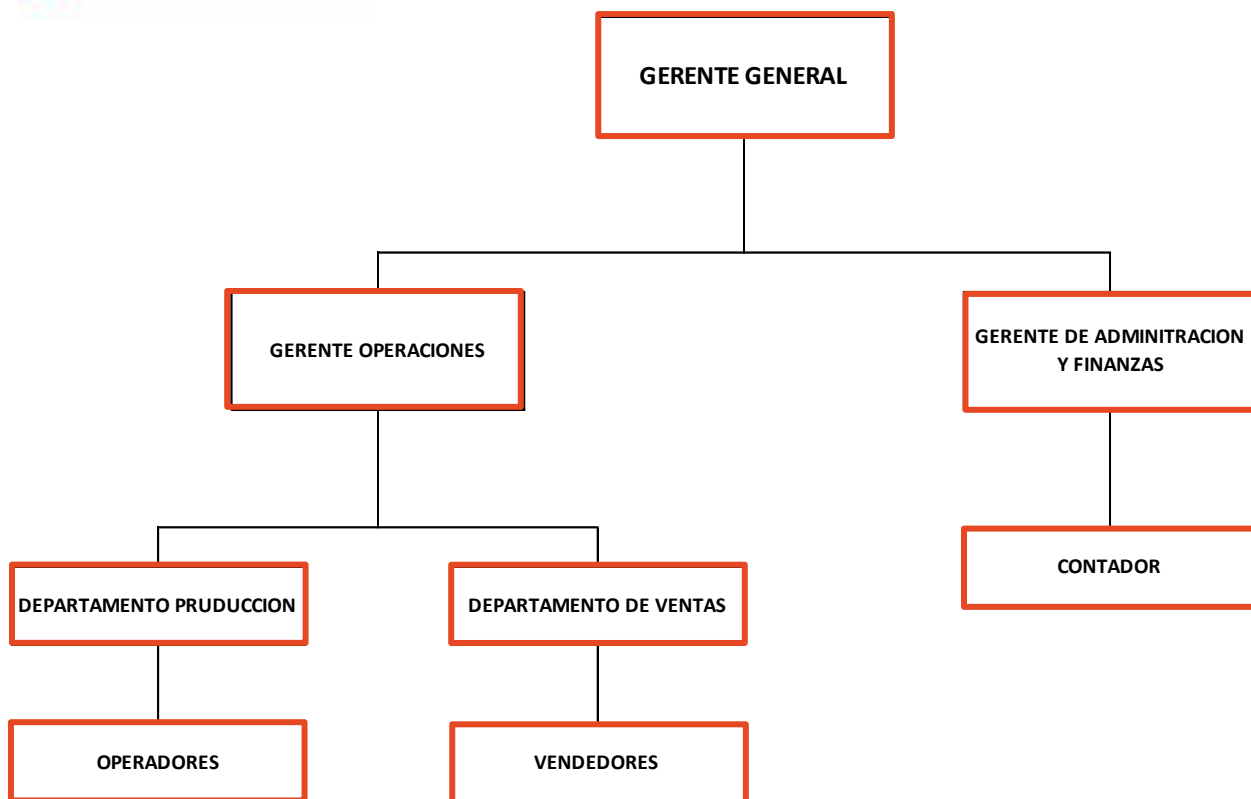 GERENTE GENERAL
GERENTE OPERACIONES
GERENTE DE ADMINITRACION
Y FINANZAS
CONTADOR
DEPARTAMENTO PRUDUCCION
DEPARTAMENTO DE VENTAS
OPERADORES
VENDEDORES